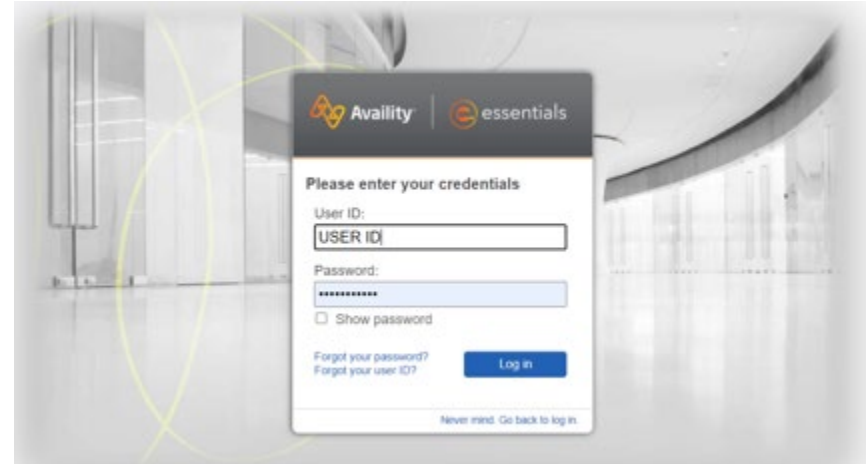 Availity essentials
Please enter your credentials
User ID:
USER ID
Password:
•••••••••••
Show password
Forgot your password?
Forgot your user ID?
Log in
Never mind. Go back to log in.